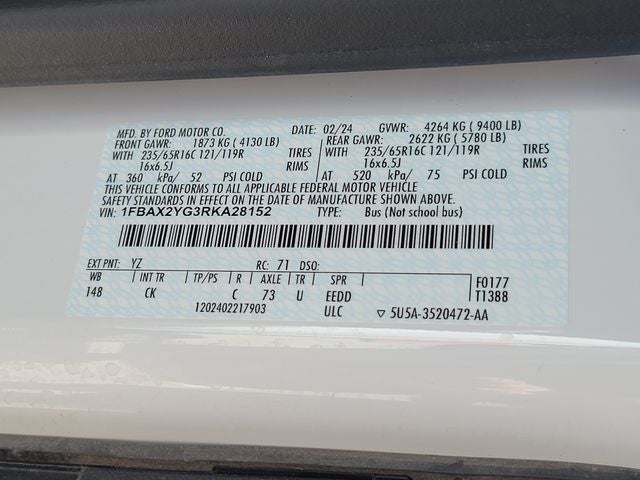 MFD. BY FORD MOTOR CO. DATE: 02/24 GVWR: 4264 KG ( 9400 LB)
FRONT GAWR: 1873 KG ( 4130 LB) REAR GAWR: 2622 KG ( 5780 LB)
WITH 235/65R16C 121/119R TIRES WITH 235/65R16C 121/119R TIRES
16x6.5J RIMS 16x6.5J RIMS
AT 360 kPa/ 52 PSI COLD AT 520 kPa/ 75 PSI COLD
THIS VEHICLE CONFORMS TO ALL APPLICABLE FEDERAL MOTOR VEHICLE
SAFETY STANDARDS IN EFFECT ON THE DATE OF MANUFACTURE SHOWN ABOVE.
VIN: 1FBAX2YG3RKA28152 TYPE: Bus (Not school bus)
EXT PNT: YZ RC: 71 DSO:
WB INT TR TP/PS R AXLE TR SPR F0177
148 CK C 73 U EEDD T1388
1202402217903 ULC ▽ 5U5A-3520472-AA